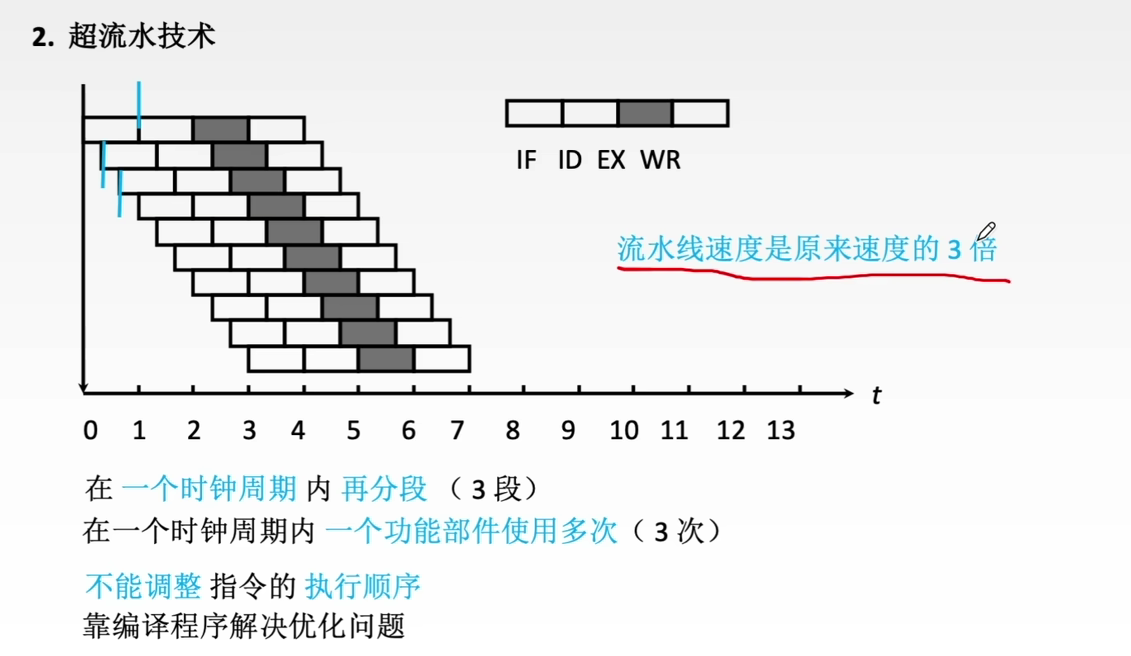 2. 超流水技术
IF ID EX WR
流水线速度是原来速度的 3 倍
t
0 1 2 3 4 5 6 7 8 9 10 11 12 13
在 一个时钟周期 内 再分段 （ 3 段）
在一个时钟周期内 一个功能部件使用多次（ 3 次）
不能调整 指令的 执行顺序
靠编译程序解决优化问题